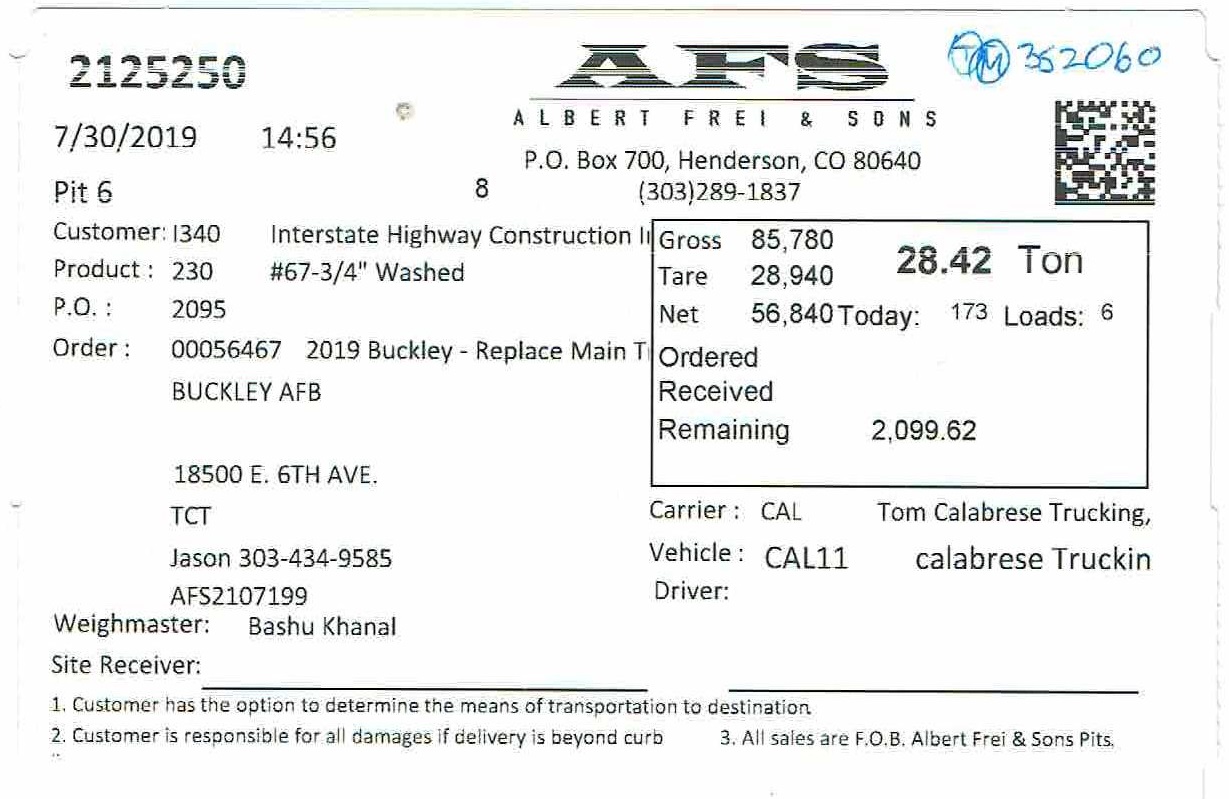 2125250
AFS
TM 352060
ALBERT FREI & SONS
7/30/2019 14:56
P.O. Box 700, Henderson, CO 80640
Pit 6 8 (303)289-1837
Customer: I340 Interstate Highway Construction I
Product : 230 #67-3/4" Washed
P.O. : 2095
Order : 00056467 2019 Buckley - Replace Main T
BUCKLEY AFB
18500 E. 6TH AVE.
TCT
Jason 303-434-9585
AFS2107199
Gross 85,780 28.42 Ton
Tare 28,940
Net 56,840 Today: 173 Loads: 6
Ordered
Received
Remaining 2,099.62
Carrier : CAL Tom Calabrese Trucking,
Vehicle : CAL11 calabrese Truckin
Driver:
Weighmaster: Bashu Khanal
Site Receiver:
1. Customer has the option to determine the means of transportation to destination
2. Customer is responsible for all damages if delivery is beyond curb 3. All sales are F.O.B. Albert Frei & Sons Pits.